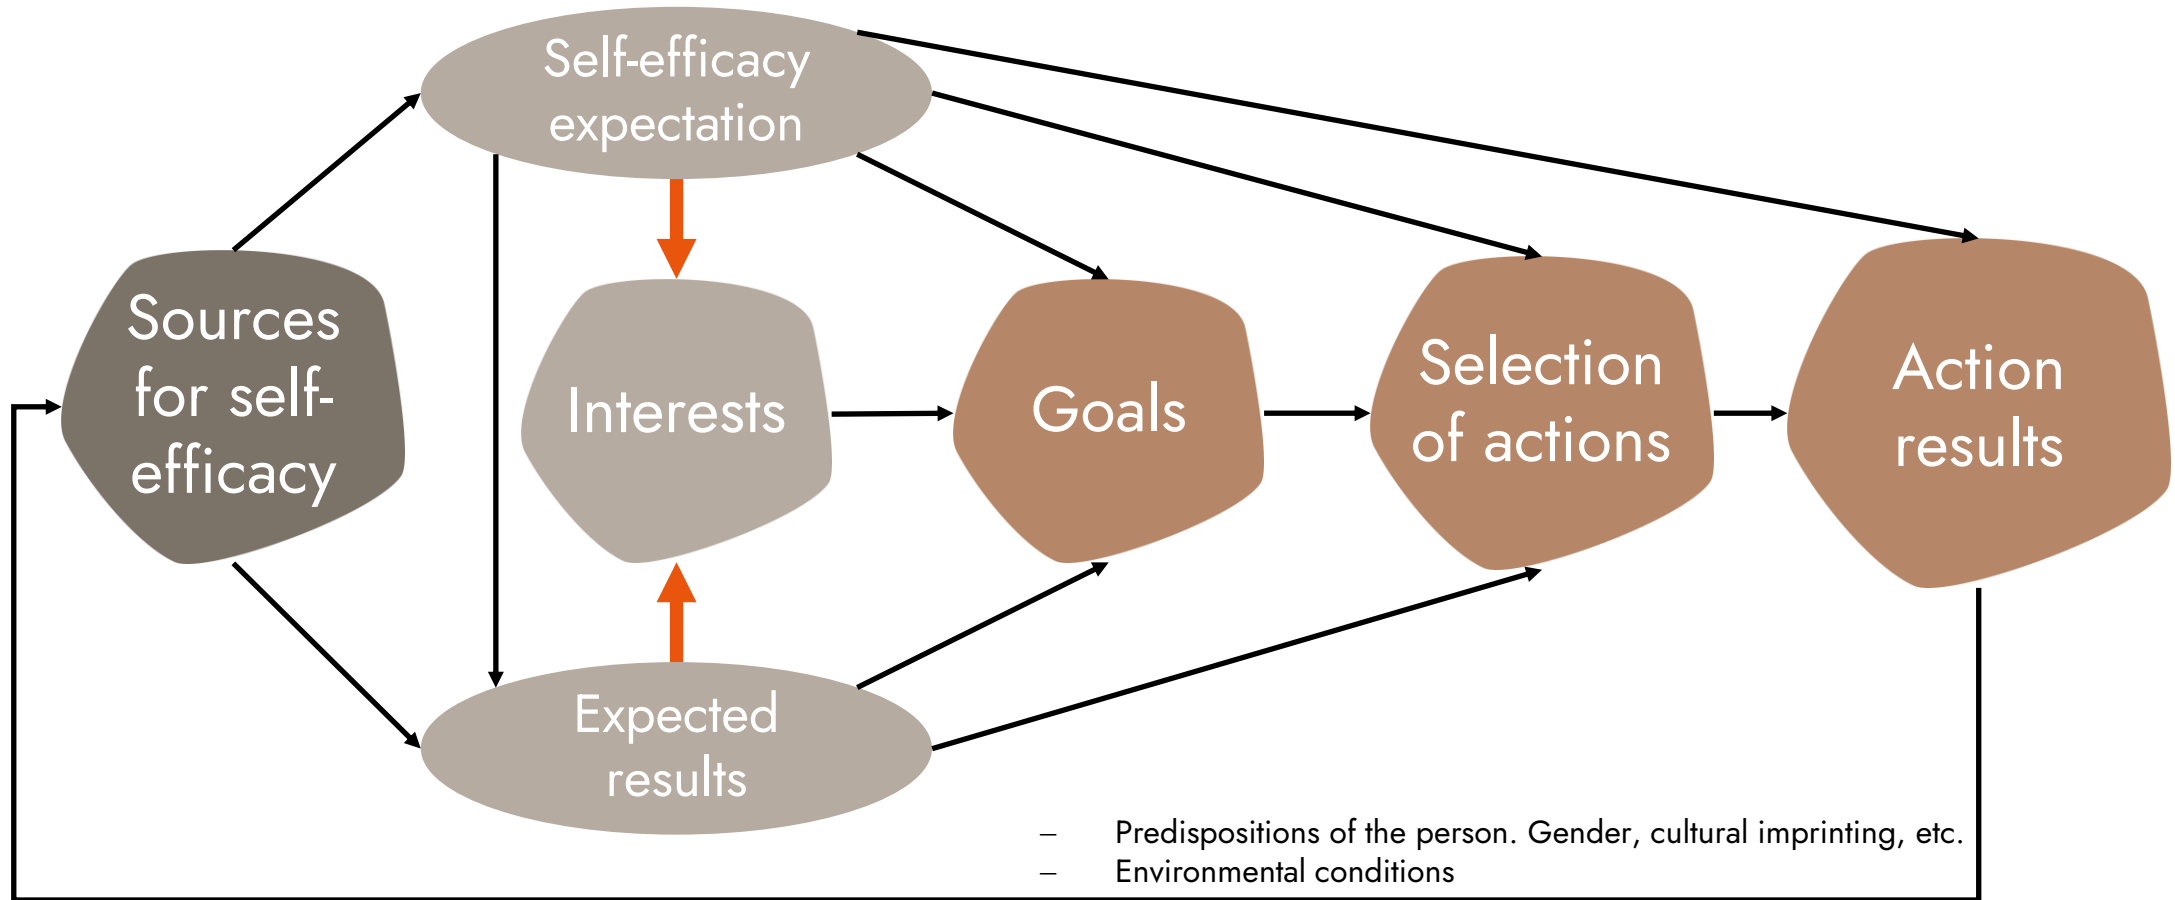 Self-efficacy
expectation
Sources
for self-
efficacy
Interests
Goals
Selection
of actions
Action
results
Expected
results
– Predispositions of the person. Gender, cultural imprinting, etc.
– Environmental conditions